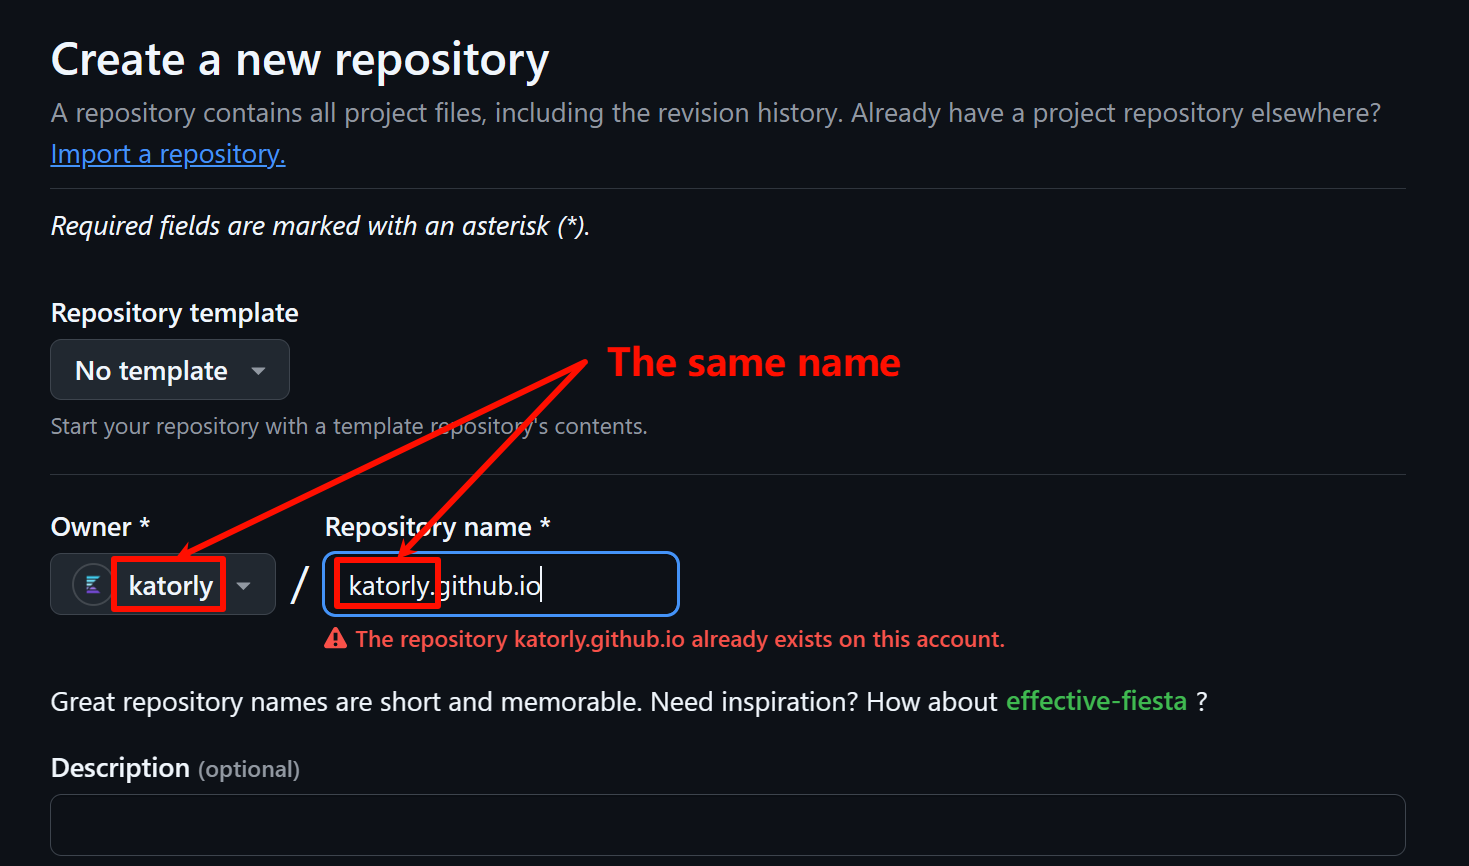 Create a new repository
A repository contains all project files, including the revision history. Already have a project repository elsewhere?
Import a repository.
Required fields are marked with an asterisk (*).
Repository template
No template
The same name
Start your repository with a template repository's contents.
Owner * Repository name *
katorly / katorly.github.io
The repository katorly.github.io already exists on this account.
Great repository names are short and memorable. Need inspiration? How about effective-fiesta ?
Description (optional)